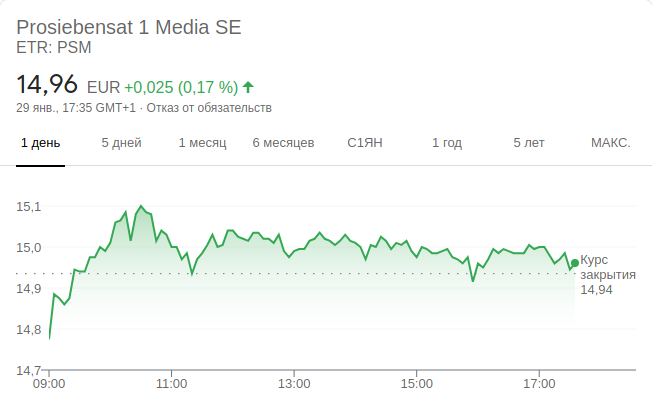 Prosiebensat 1 Media SE
ETR: PSM
14,96 EUR +0,025 (0,17 %)
29 янв., 17:35 GMT+1 · Отказ от обязательств
1 день 5 дней 1 месяц 6 месяцев С1ЯН 1 год 5 лет МАКС.
15,1
15,0
14,9
14,8
14,7
Курс
закрытия
14,94
09:00 11:00 13:00 15:00 17:00